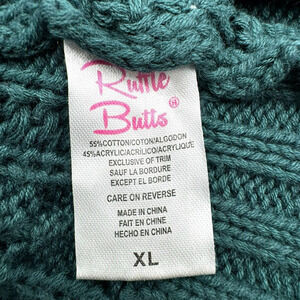 Ruffle
Butts®
55%COTTON/COTON/ALGODON
45%ACRYLIC/ACRILICO/ACRYLIQUE
EXCLUSIVE OF TRIM
SAUF LA BORDURE
EXCEPT EL BORDE
CARE ON REVERSE
MADE IN CHINA
FAIT EN CHINE
HECHO EN CHINA
XL